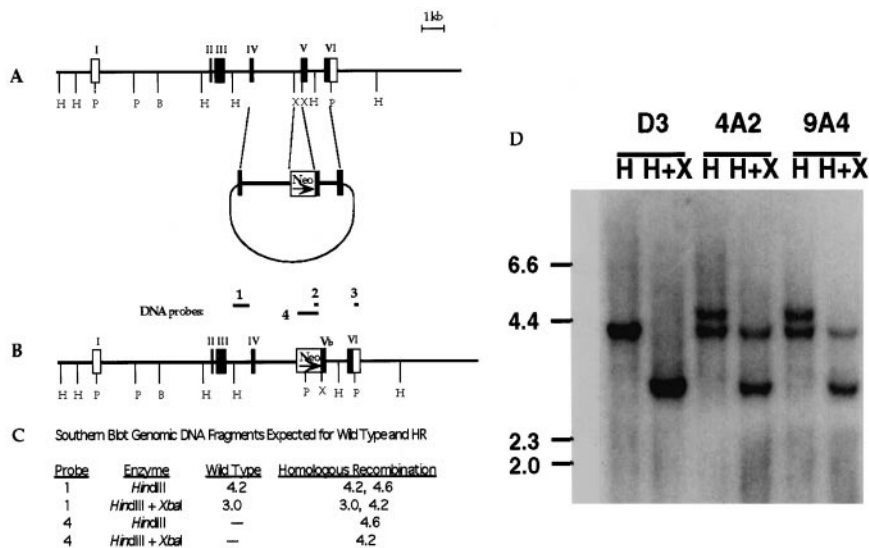 1 kb
I II III IV V VI
A
H H P P B H H X X H P H
Neo
DNA probes: 1 2 3
4
B
I II III IV Vb VI
Neo
H H P P B H H P X H P H
C Southern Blot Genomic DNA Fragments Expected for Wild Type and HR
Probe Enzyme Wild Type Homologous Recombination
1 HindIII 4.2 4.2, 4.6
1 HindIII + XbaI 3.0 3.0, 4.2
4 HindIII — 4.6
4 HindIII + XbaI — 4.2
D
D3 4A2 9A4
H H+X H H+X H H+X
6.6
4.4
2.3
2.0